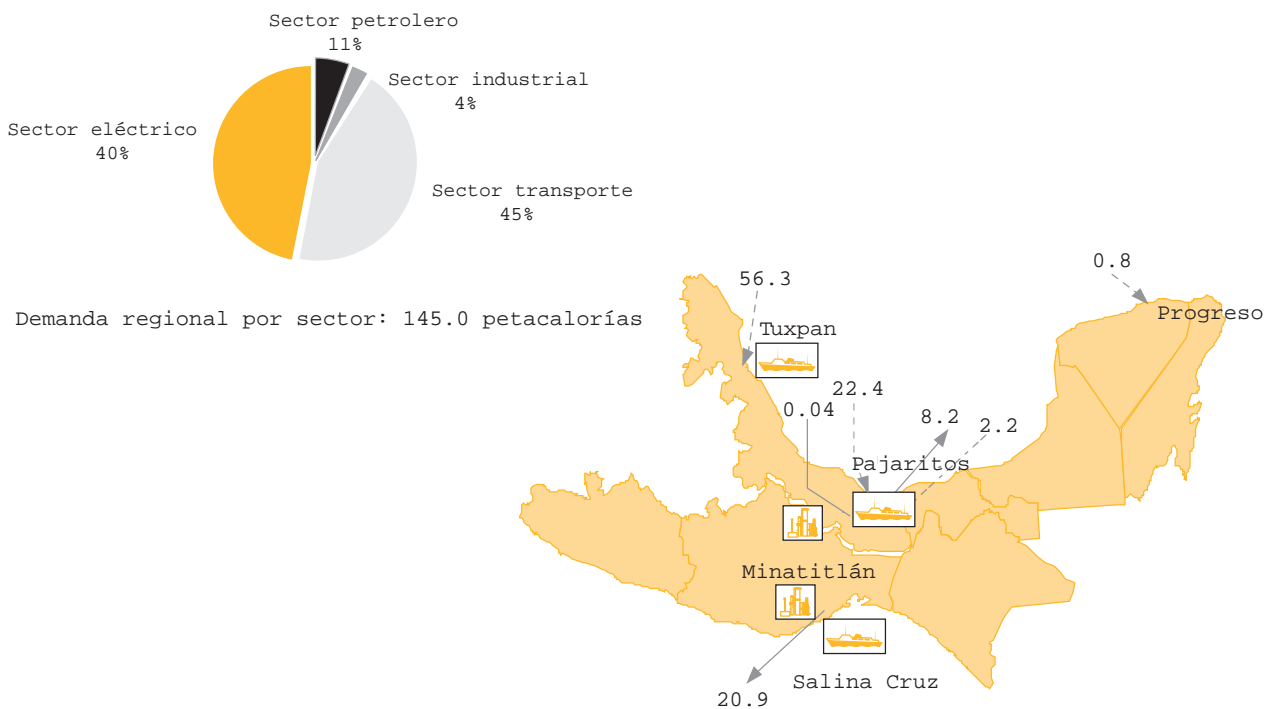 Sector petrolero
11%
Sector industrial
4%
Sector eléctrico
40%
Sector transporte
45%
Demanda regional por sector: 145.0 petacalorías
0.8
Progreso
56.3
Tuxpan
22.4
0.04
8.2
2.2
Pajaritos
Minatitlán
Salina Cruz
20.9